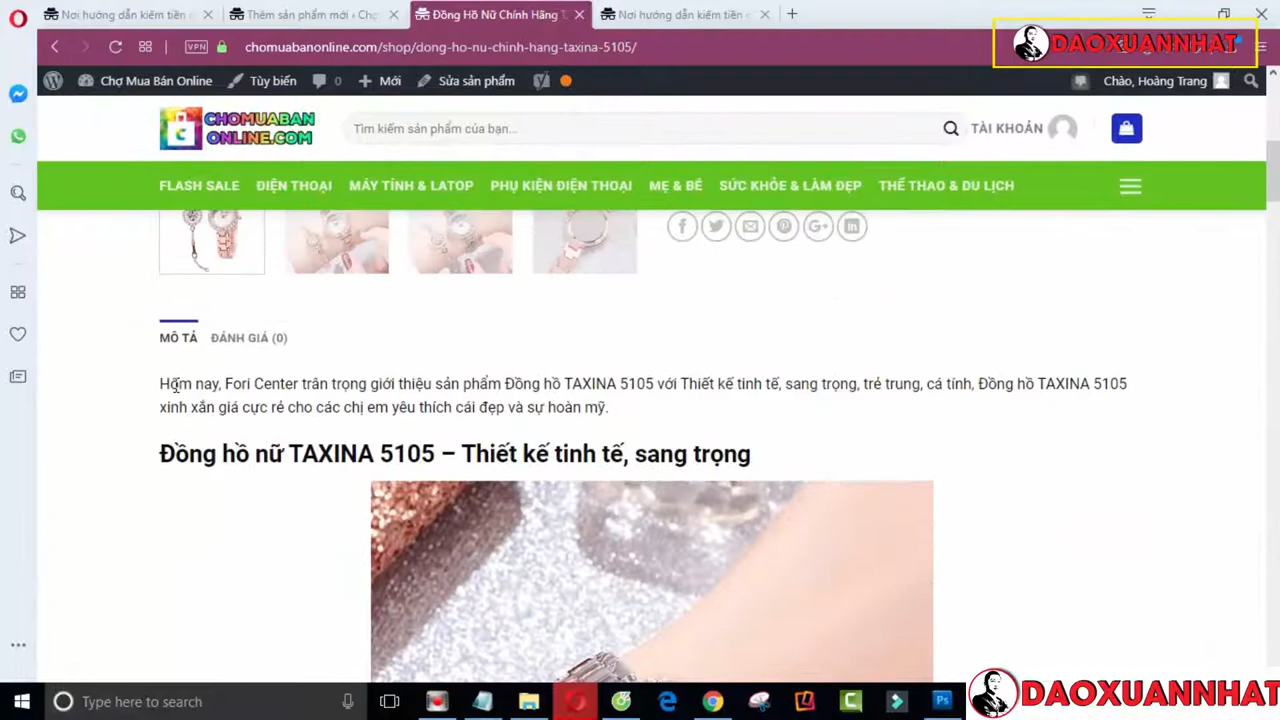 Nơi hướng dẫn kiếm tiền o
Thêm sản phẩm mới ‹ Chợ
Đồng Hồ Nữ Chính Hãng T
Nơi hướng dẫn kiếm tiền o
VPN
chomuabanonline.com/shop/dong-ho-nu-chinh-hang-taxina-5105/
DAOXUANNHAT
Chợ Mua Bán Online
Tùy biến
0
Mới
Sửa sản phẩm
Chào, Hoàng Trang
CHOMUABAN
ONLINE.COM
Tìm kiếm sản phẩm của bạn...
TÀI KHOẢN
FLASH SALE
ĐIỆN THOẠI
MÁY TÍNH & LATOP
PHỤ KIỆN ĐIỆN THOẠI
MẸ & BÉ
SỨC KHỎE & LÀM ĐẸP
THỂ THAO & DU LỊCH
MÔ TẢ
ĐÁNH GIÁ (0)
Hôm nay, Fori Center trân trọng giới thiệu sản phẩm Đồng hồ TAXINA 5105 với Thiết kế tinh tế, sang trọng, trẻ trung, cá tính, Đồng hồ TAXINA 5105
xinh xắn giá cực rẻ cho các chị em yêu thích cái đẹp và sự hoàn mỹ.
Đồng hồ nữ TAXINA 5105 – Thiết kế tinh tế, sang trọng
Type here to search
DAOXUANNHAT